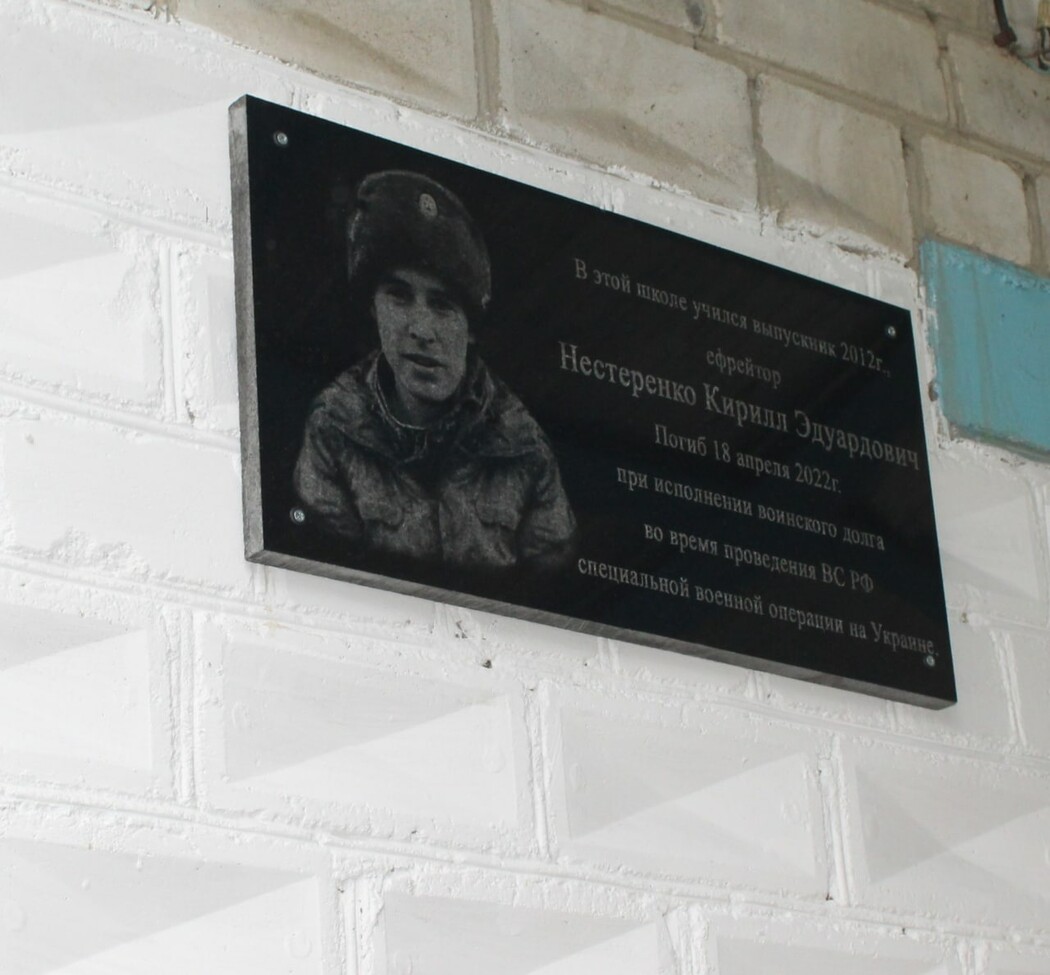 В этой школе учился выпускник 2012г.,
ефрейтор
Нестеренко Кирилл Эдуардович
Погиб 18 апреля 2022г.
при исполнении воинского долга
во время проведения ВС РФ
специальной военной операции на Украине.